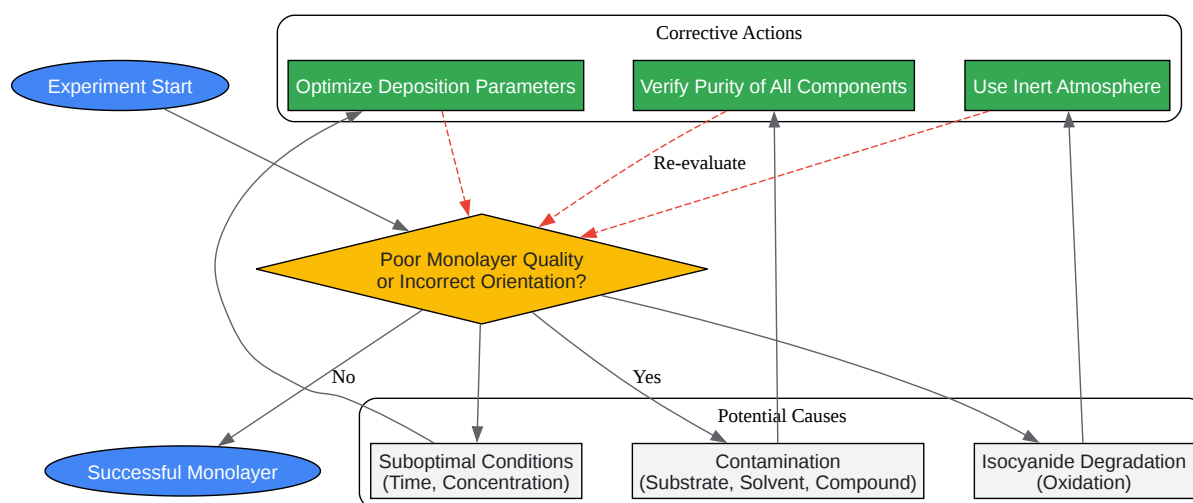 Corrective Actions
Experiment Start
Optimize Deposition Parameters
Verify Purity of All Components
Use Inert Atmosphere
Re-evaluate
Poor Monolayer Quality
or Incorrect Orientation?
No
Yes
Potential Causes
Successful Monolayer
Suboptimal Conditions
(Time, Concentration)
Contamination
(Substrate, Solvent, Compound)
Isocyanide Degradation
(Oxidation)